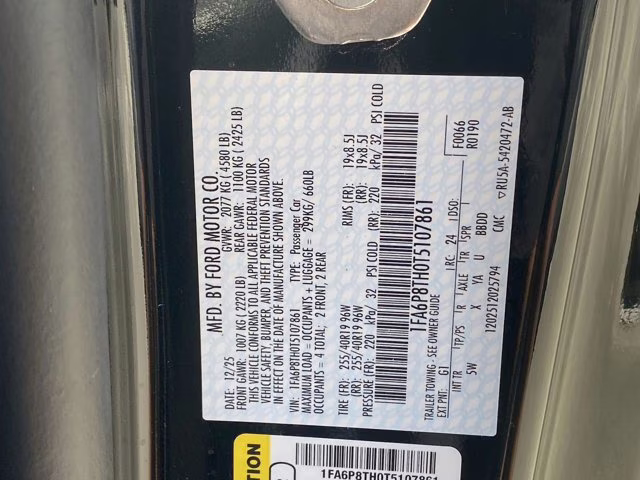 MFD. BY FORD MOTOR CO.
DATE: 12/25 GVWR: 2077 KG ( 4580 LB)
FRONT GAWR: 1007 KG ( 2220 LB) REAR GAWR: 1100 KG ( 2425 LB)
THIS VEHICLE CONFORMS TO ALL APPLICABLE FEDERAL MOTOR
VEHICLE SAFETY, BUMPER, AND THEFT PREVENTION STANDARDS
IN EFFECT ON THE DATE OF MANUFACTURE SHOWN ABOVE.
VIN: 1FA6P8TH0T5107861 TYPE: Passenger Car
MAXIMUM LOAD= OCCUPANTS + LUGGAGE = 299KG/ 660LB
OCCUPANTS = 4 TOTAL: 2 FRONT, 2 REAR
TIRE (FR): 255/40R19 96W RIMS (FR): 19x8.5J
(RR): 255/40R19 96W (RR): 19x8.5J
PRESSURE (FR): 220 kPa/ 32 PSI COLD (RR): 220 kPa/ 32 PSI COLD
1FA6P8TH0T5107861
TRAILER TOWING - SEE OWNER GUIDE
EXT PNT: G1 RC: 24 DSO: F0066
R0190
INT TR TP/PS R AXLE TR SPR
5W X YA U BBDD
1202512025794 CMC ▽RU5A-5420472-AB
TION
1FA6P8TH0T5107861